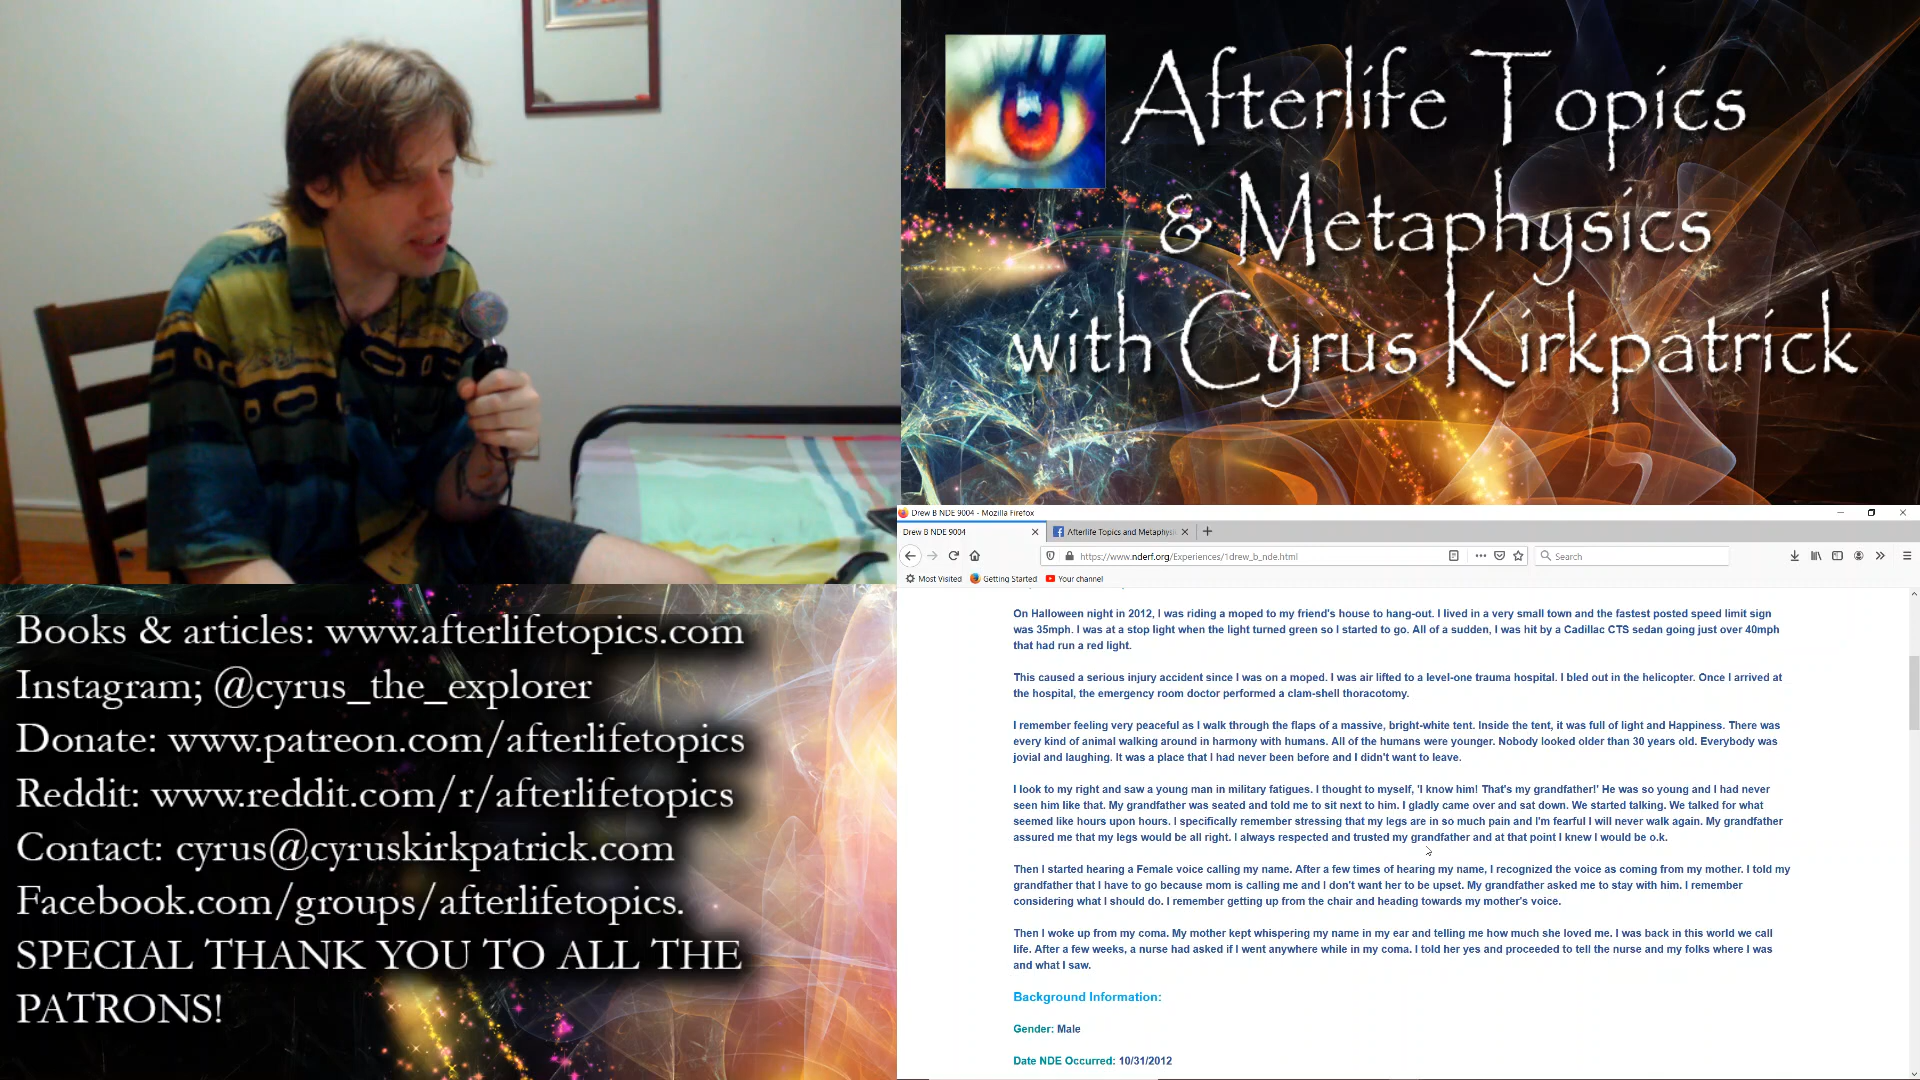 Afterlife Topics
& Metaphysics
with Cyrus Kirkpatrick
Books & articles: www.afterlifetopics.com
Instagram; @cyrus_the_explorer
Donate: www.patreon.com/afterlifetopics
Reddit: www.reddit.com/r/afterlifetopics
Contact: cyrus@cyruskirkpatrick.com
Facebook.com/groups/afterlifetopics.
SPECIAL THANK YOU TO ALL THE
PATRONS!
Drew B NDE 9004 - Mozilla Firefox
Drew B NDE 9004
Afterlife Topics and Metaphysi
https://www.nderf.org/Experiences/1drew_b_nde.html
Search
Most Visited
Getting Started
Your channel
On Halloween night in 2012, I was riding a moped to my friend's house to hang-out. I lived in a very small town and the fastest posted speed limit sign
was 35mph. I was at a stop light when the light turned green so I started to go. All of a sudden, I was hit by a Cadillac CTS sedan going just over 40mph
that had run a red light.
This caused a serious injury accident since I was on a moped. I was air lifted to a level-one trauma hospital. I bled out in the helicopter. Once I arrived at
the hospital, the emergency room doctor performed a clam-shell thoracotomy.
I remember feeling very peaceful as I walk through the flaps of a massive, bright-white tent. Inside the tent, it was full of light and Happiness. There was
every kind of animal walking around in harmony with humans. All of the humans were younger. Nobody looked older than 30 years old. Everybody was
jovial and laughing. It was a place that I had never been before and I didn't want to leave.
I look to my right and saw a young man in military fatigues. I thought to myself, 'I know him! That's my grandfather!' He was so young and I had never
seen him like that. My grandfather was seated and told me to sit next to him. I gladly came over and sat down. We started talking. We talked for what
seemed like hours upon hours. I specifically remember stressing that my legs are in so much pain and I'm fearful I will never walk again. My grandfather
assured me that my legs would be all right. I always respected and trusted my grandfather and at that point I knew I would be o.k.
Then I started hearing a Female voice calling my name. After a few times of hearing my name, I recognized the voice as coming from my mother. I told my
grandfather that I have to go because mom is calling me and I don't want her to be upset. My grandfather asked me to stay with him. I remember
considering what I should do. I remember getting up from the chair and heading towards my mother's voice.
Then I woke up from my coma. My mother kept whispering my name in my ear and telling me how much she loved me. I was back in this world we call
life. After a few weeks, a nurse had asked if I went anywhere while in my coma. I told her yes and proceeded to tell the nurse and my folks where I was
and what I saw.
Background Information:
Gender: Male
Date NDE Occurred: 10/31/2012